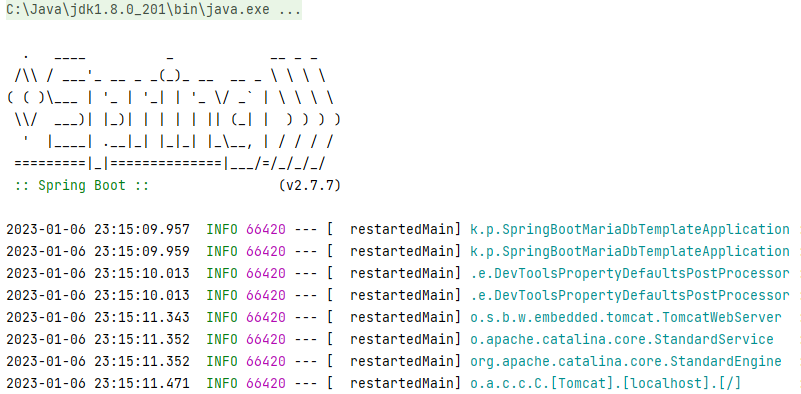 C:\Java\jdk1.8.0_201\bin\java.exe ...
  .   ____          _            __ _ _
 /\\ / ___'_ __ _ _(_)_ __  __ _ \ \ \ \
( ( )\___ | '_ | '_| | '_ \/ _` | \ \ \ \
 \\/  ___)| |_)| | | | | || (_| |  ) ) ) )
  '  |____| .__|_| |_|_| |_\__, | / / / /
 =========|_|==============|___/=/_/_/_/
 :: Spring Boot ::                (v2.7.7)
2023-01-06 23:15:09.957  INFO 66420 --- [  restartedMain] k.p.SpringBootMariaDbTemplateApplication :
2023-01-06 23:15:09.959  INFO 66420 --- [  restartedMain] k.p.SpringBootMariaDbTemplateApplication :
2023-01-06 23:15:10.013  INFO 66420 --- [  restartedMain] .e.DevToolsPropertyDefaultsPostProcessor :
2023-01-06 23:15:10.013  INFO 66420 --- [  restartedMain] .e.DevToolsPropertyDefaultsPostProcessor :
2023-01-06 23:15:11.343  INFO 66420 --- [  restartedMain] o.s.b.w.embedded.tomcat.TomcatWebServer  :
2023-01-06 23:15:11.352  INFO 66420 --- [  restartedMain] o.apache.catalina.core.StandardService   :
2023-01-06 23:15:11.352  INFO 66420 --- [  restartedMain] org.apache.catalina.core.StandardEngine  :
2023-01-06 23:15:11.471  INFO 66420 --- [  restartedMain] o.a.c.c.C.[Tomcat].[localhost].[/]       :